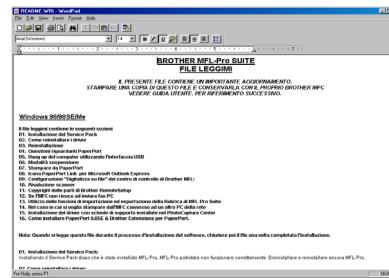 README.WRI - WordPad
File Edit View Insert Format Help
Arial (Western)
14
BROTHER MFL-Pro SUITE
FILE LEGGIMI
IL PRESENTE FILE CONTIENE UN IMPORTANTE AGGIORNAMENTO.
STAMPARE UNA COPIA DI QUESTO FILE E CONSERVARLA CON IL PROPRIO BROTHER MFC
VEDERE GUIDA UTENTE. PER RIFERIMENTO SUCCESSIVO.
Windows 98/98SE/Me
Il file leggimi contiene le seguenti sezioni
01. Installazione del Service Pack
02. Come reinstallare i driver
03. Reinstallazione
04. Questioni riguardanti PaperPort
05. Hang up del computer utilizzando l'interfaccia USB
06. Modalità sospensione
07. Stampare da PaperPort
08. Icona PaperPort Link per Microsoft Outlook Express
09. Configurazione "Digitalizza su file" del centro di controllo di Brother MFL:
10. Risoluzione scanner
11. Copyright delle parti di Brother RemoteSetup
12. Se l'MFC non riesce ad inviare fax PC
13. Utilizzo delle funzioni di importazione ed esportazione della Rubrica di MFL-Pro Suite
14. Nel caso in cui si voglia stampare dall'MFC connesso ad un altro PC della rete
15. Installazione del driver con schede di supporto installate nel PhotoCapture Center
16. Come installare PaperPort 8.0SE & Brother Extensions per PaperPort.
Nota: Quando si legge questo file durante il processo d'installazione del software, chiudere poi il file una volta completata l'installazione.
01. Installazione del Service Pack:
Installando il Service Pack dopo che è stato installato MFL-Pro, MFL-Pro potrebbe non funzionare correttamente. Disinstallare e reinstallare ancora MFL-Pro.
02. Come reinstallare i driver:
For Help, press F1
NUM